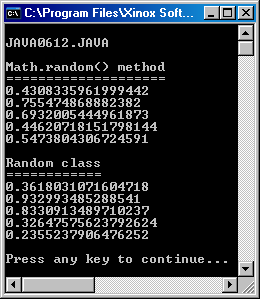 C:\Program Files\Xinox Soft...
JAVA0612.JAVA
Math.random() method
====================
0.4308335961999442
0.755474868882382
0.6932005444961873
0.44620718151798144
0.5473804306724591
Random class
============
0.3618031071604718
0.932993485288541
0.8330913489710237
0.32647575623792624
0.2355237906476252
Press any key to continue...